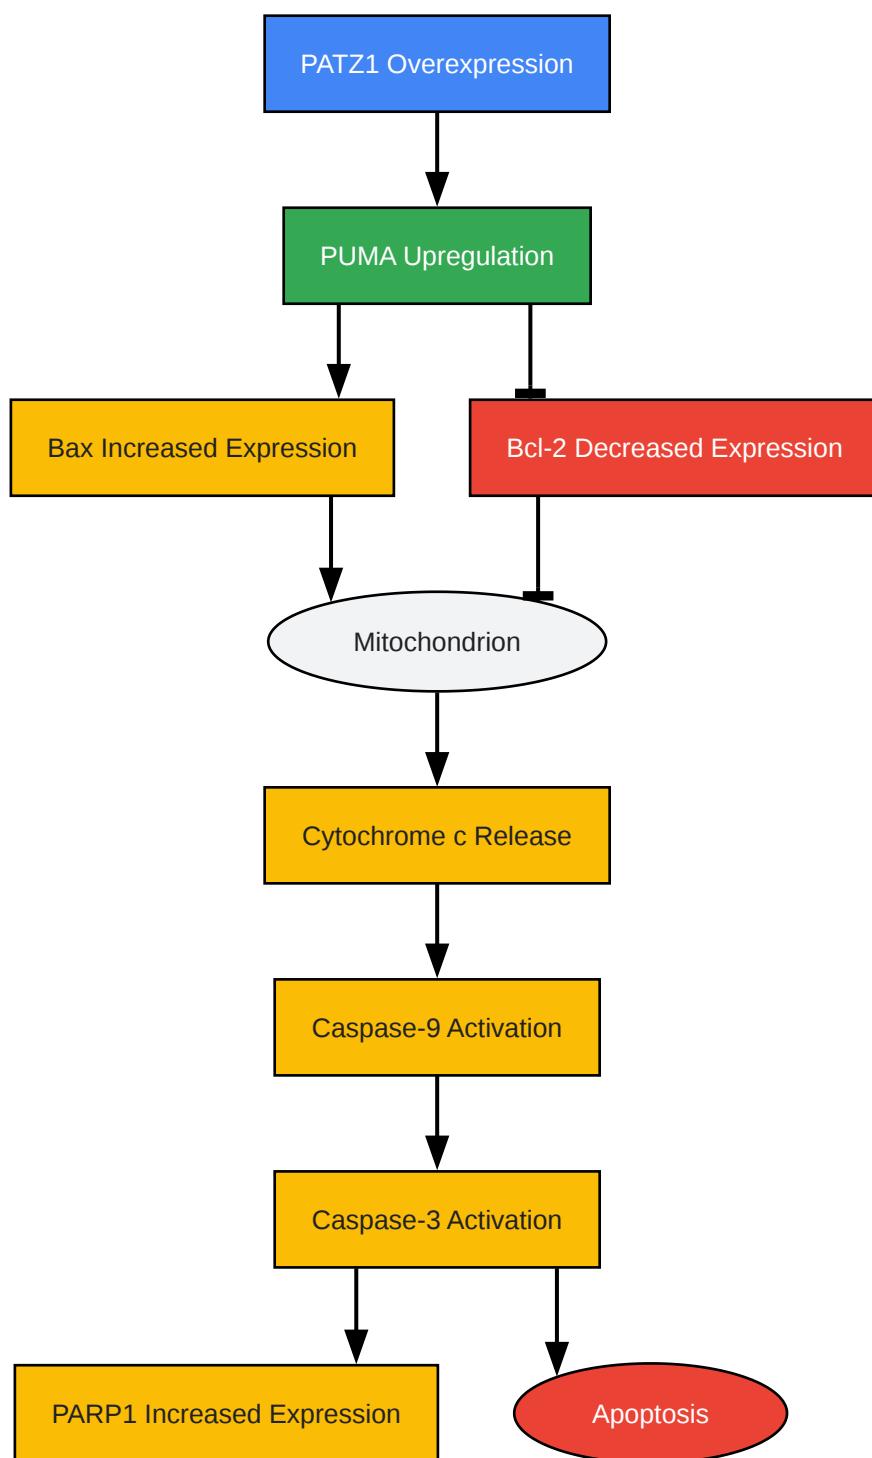 PATZ1 Overexpression
PUMA Upregulation
Bax Increased Expression
Bcl-2 Decreased Expression
Mitochondrion
Cytochrome c Release
Caspase-9 Activation
Caspase-3 Activation
PARP1 Increased Expression
Apoptosis